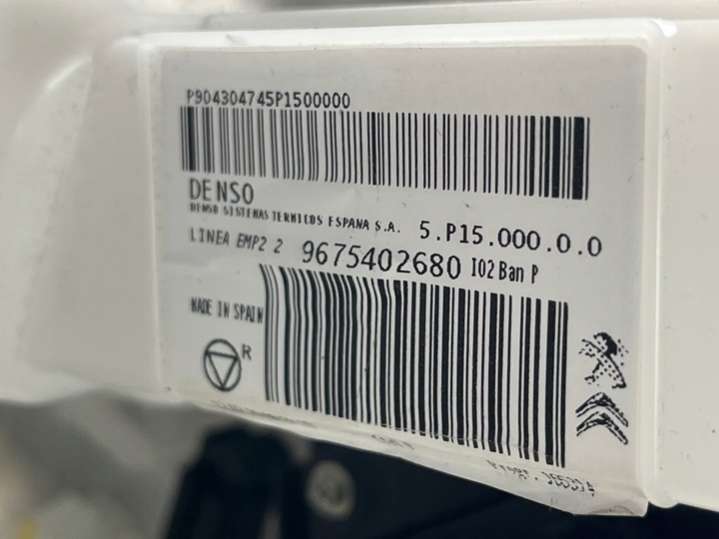 P904304745P1500000
DENSO
DENSO SISTEMAS TERMICOS ESPANA S.A.
5.P15.000.0.0
LINEA EMP2 2
9675402680 I02 Ban P
MADE IN SPAIN
R